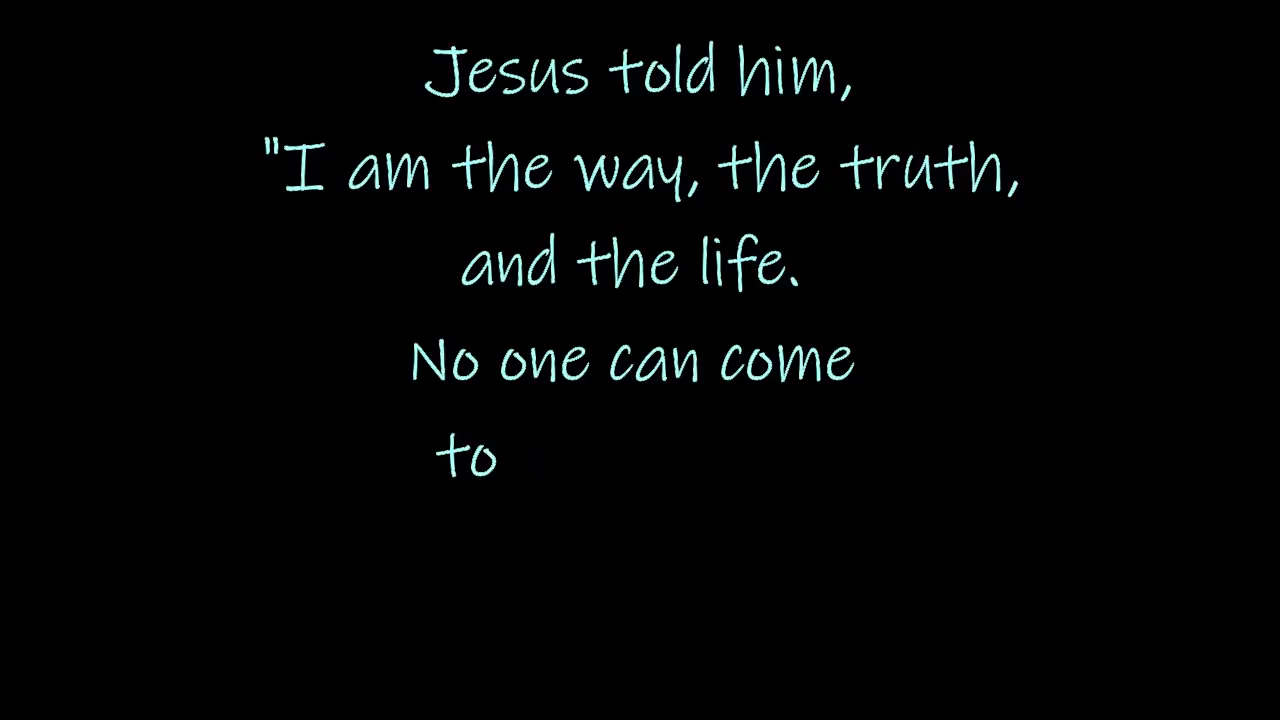 Jesus told him,
"I am the way, the truth,
and the life.
No one can come
to